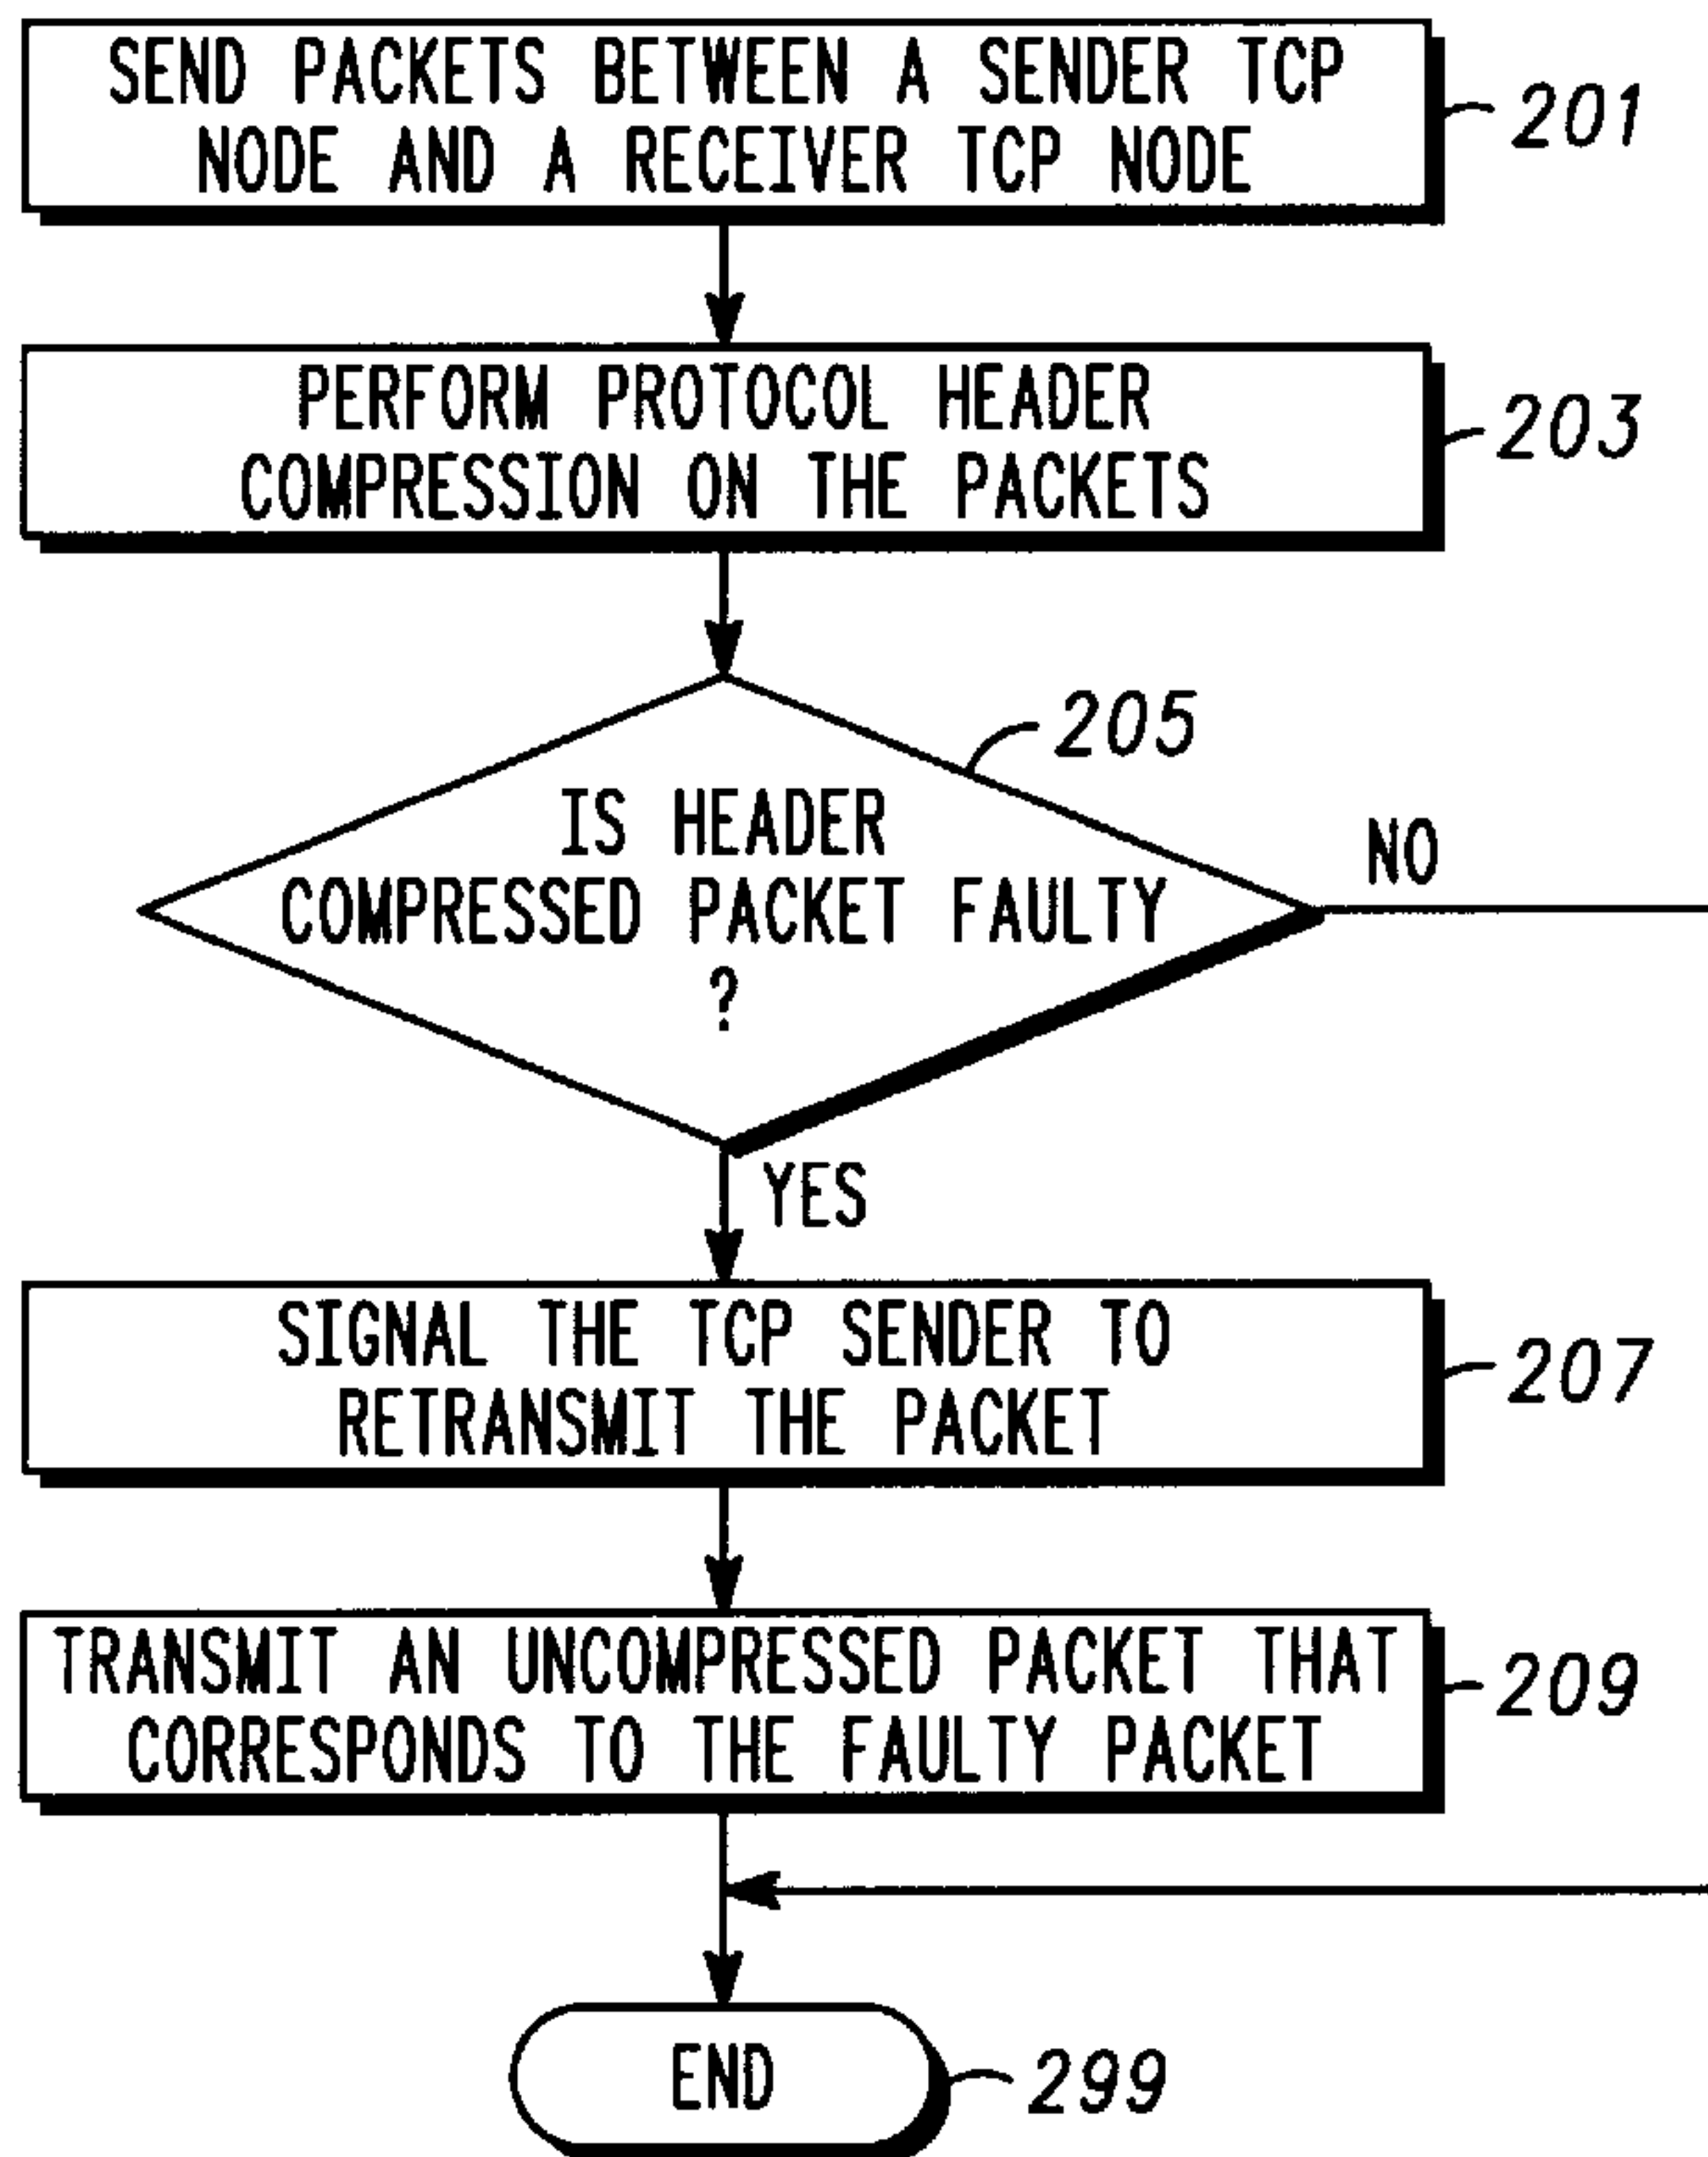 SEND PACKETS BETWEEN A SENDER TCP
NODE AND A RECEIVER TCP NODE
201
PERFORM PROTOCOL HEADER
COMPRESSION ON THE PACKETS
203
205
IS HEADER
COMPRESSED PACKET FAULTY
?
NO
YES
SIGNAL THE TCP SENDER TO
RETRANSMIT THE PACKET
207
TRANSMIT AN UNCOMPRESSED PACKET THAT
CORRESPONDS TO THE FAULTY PACKET
209
END
299